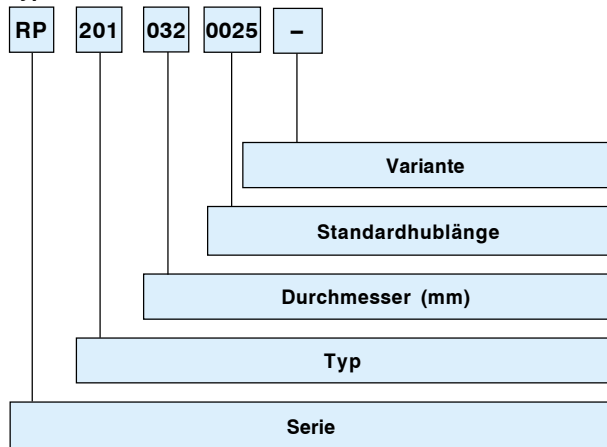 RP 201 032 0025 –
Variante
Standardhublänge
Durchmesser (mm)
Typ
Serie